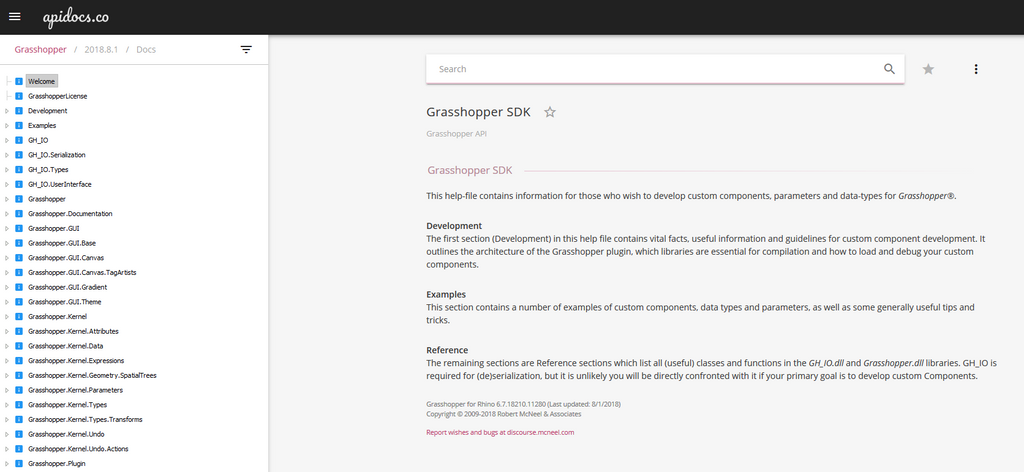 apidocs.co
Grasshopper / 2018.8.1 / Docs
Welcome
GrasshopperLicense
Development
Examples
GH_IO
GH_IO.Serialization
GH_IO.Types
GH_IO.UserInterface
Grasshopper
Grasshopper.Documentation
Grasshopper.GUI
Grasshopper.GUI.Base
Grasshopper.GUI.Canvas
Grasshopper.GUI.Canvas.TagArtists
Grasshopper.GUI.Gradient
Grasshopper.GUI.Theme
Grasshopper.Kernel
Grasshopper.Kernel.Attributes
Grasshopper.Kernel.Data
Grasshopper.Kernel.Expressions
Grasshopper.Kernel.Geometry.SpatialTrees
Grasshopper.Kernel.Parameters
Grasshopper.Kernel.Types
Grasshopper.Kernel.Types.Transforms
Grasshopper.Kernel.Undo
Grasshopper.Kernel.Undo.Actions
Grasshopper.Plugin
Search
Grasshopper SDK
Grasshopper API
Grasshopper SDK
This help-file contains information for those who wish to develop custom components, parameters and data-types for Grasshopper®.
Development
The first section (Development) in this help file contains vital facts, useful information and guidelines for custom component development. It
outlines the architecture of the Grasshopper plugin, which libraries are essential for compilation and how to load and debug your custom
components.
Examples
This section contains a number of examples of custom components, data types and parameters, as well as some generally useful tips and
tricks.
Reference
The remaining sections are Reference sections which list all (useful) classes and functions in the GH_IO.dll and Grasshopper.dll libraries. GH_IO is
required for (de)serialization, but it is unlikely you will be directly confronted with it if your primary goal is to develop custom Components.
Grasshopper for Rhino 6.7.18210.11280 (Last updated: 8/1/2018)
Copyright © 2009-2018 Robert McNeel & Associates
Report wishes and bugs at discourse.mcneel.com